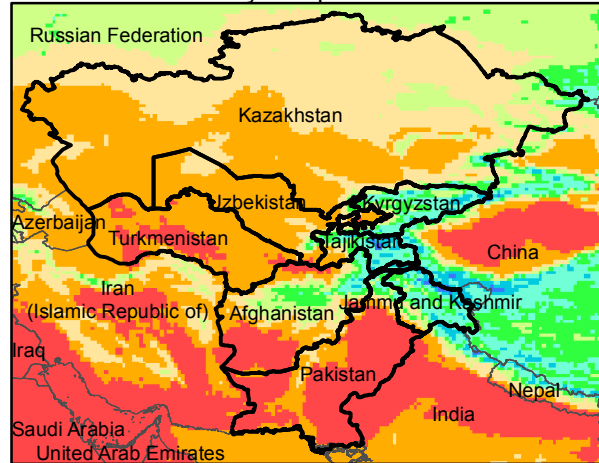 Russian Federation
Kazakhstan
Uzbekistan
Kyrgyzstan
Azerbaijan
Turkmenistan
Tajikistan
China
Iran
(Islamic Republic of)
Afghanistan
Jammu and Kashmir
Iraq
Pakistan
Nepal
India
Saudi Arabia
United Arab Emirates